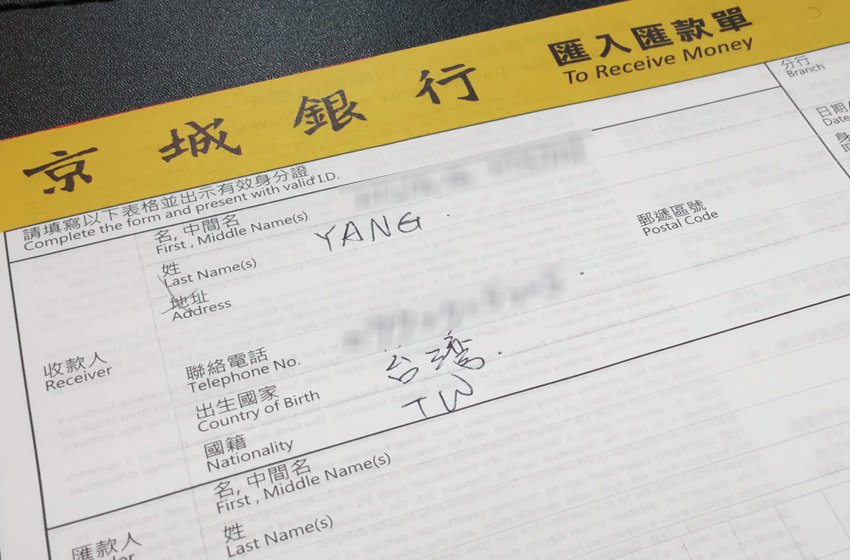 京城銀行 匯入匯款單
To Receive Money
分行
Branch
日期/
Date
身
請填寫以下表格並出示有效身分證.
Complete the form and present with valid I.D.
名, 中間名
First , Middle Name(s)
姓 YANG
Last Name(s)
地址
Address
郵遞區號
Postal Code
收款人
Receiver
聯絡電話
Telephone No.
出生國家 台湾
Country of Birth
國籍 TW
Nationality
名, 中間名
First , Middle Name(s)
姓
Last Name(s)
匯款人